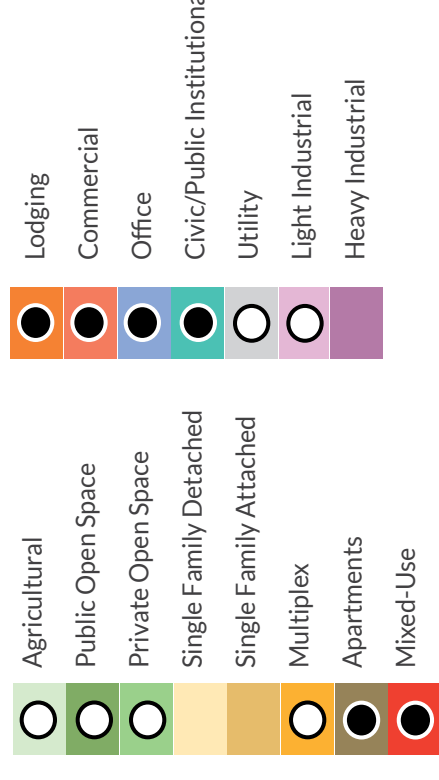 Agricultural
Public Open Space
Private Open Space
Single Family Detached
Single Family Attached
Multiplex
Apartments
Mixed-Use
Lodging
Commercial
Office
Civic/Public Institutiona
Utility
Light Industrial
Heavy Industrial